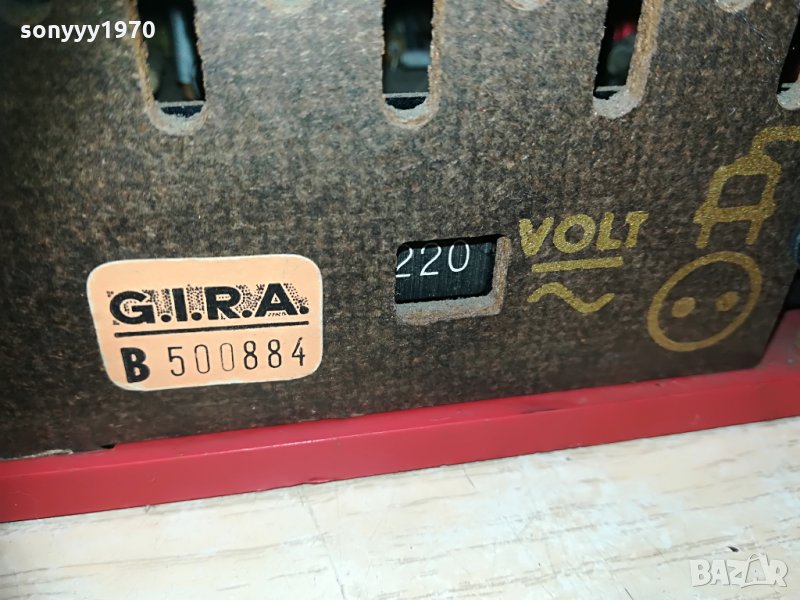 sonyyy1970
VOLT
220
G.I.R.A.
B 500884
BAZAR